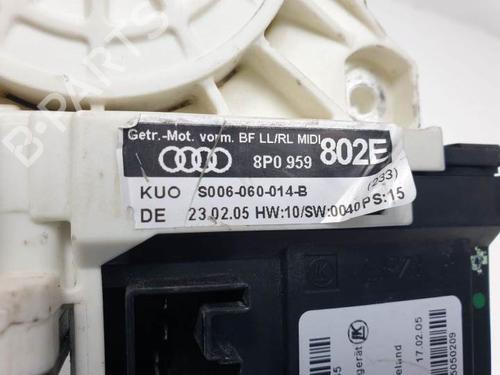 Getr.-Mot. vorm. BF LL/RL MIDI
8P0 959 802E
KUO S006-060-014-B (233)
DE 23.02.05 HW:10/SW:0040 PS:15
17.02.05
5050209
B-PARTS